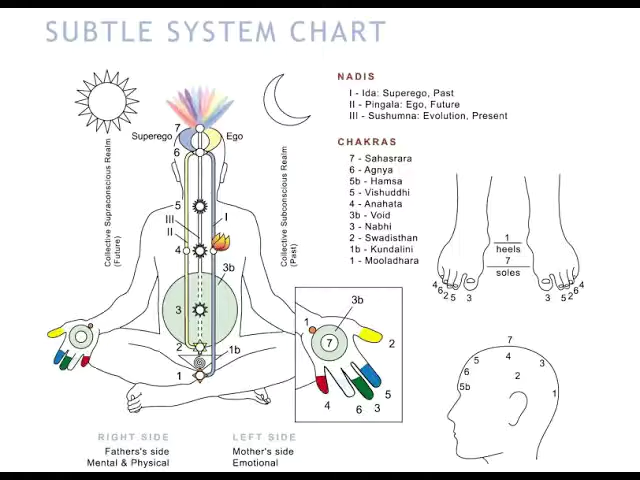 SUBTLE SYSTEM CHART
NADIS
I - Ida: Superego, Past
II - Pingala: Ego, Future
III - Sushumna: Evolution, Present
CHAKRAS
7 - Sahasrara
6 - Agnya
5b - Hamsa
5 - Vishuddhi
4 - Anahata
3b - Void
3 - Nabhi
2 - Swadisthan
1b - Kundalini
1 - Mooladhara
Collective Supraconscious Realm
(Future)
Collective Subconscious Realm
(Past)
7
Superego
Ego
6
5
III
I
II
4
3b
3
2
1b
1
1
heels
7
soles
4
6
2
5
3
3
5
2
6
4
3b
1
7
2
4
6
3
5
7
5
4
3
6
2
5b
1
RIGHT SIDE
Fathers's side
Mental & Physical
LEFT SIDE
Mother's side
Emotional